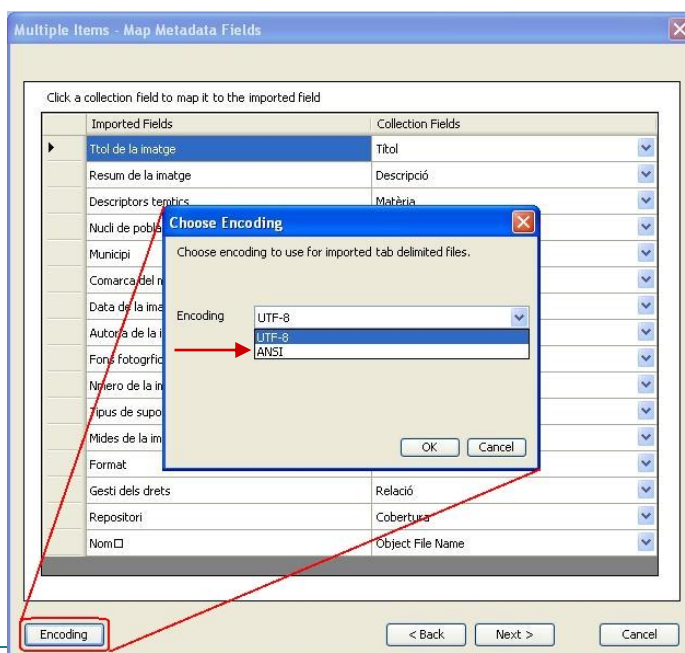 Multiple Items - Map Metadata Fields
Click a collection field to map it to the imported field
Imported Fields Collection Fields
Ttol de la imatge Títol
Resum de la imatge Descripció
Descriptors temtics Matèria
Nucli de pobla
Municipi
Comarca del m
Data de la ima
Autoria de la i
Fons fotogrfic
Nmero de la im
Tipus de supo
Mides de la im
Format
Gesti dels drets Relació
Repositori Cobertura
Nom□ Object File Name
Choose Encoding
Choose encoding to use for imported tab delimited files.
Encoding UTF-8
UTF-8
ANSI
OK Cancel
Encoding < Back Next > Cancel